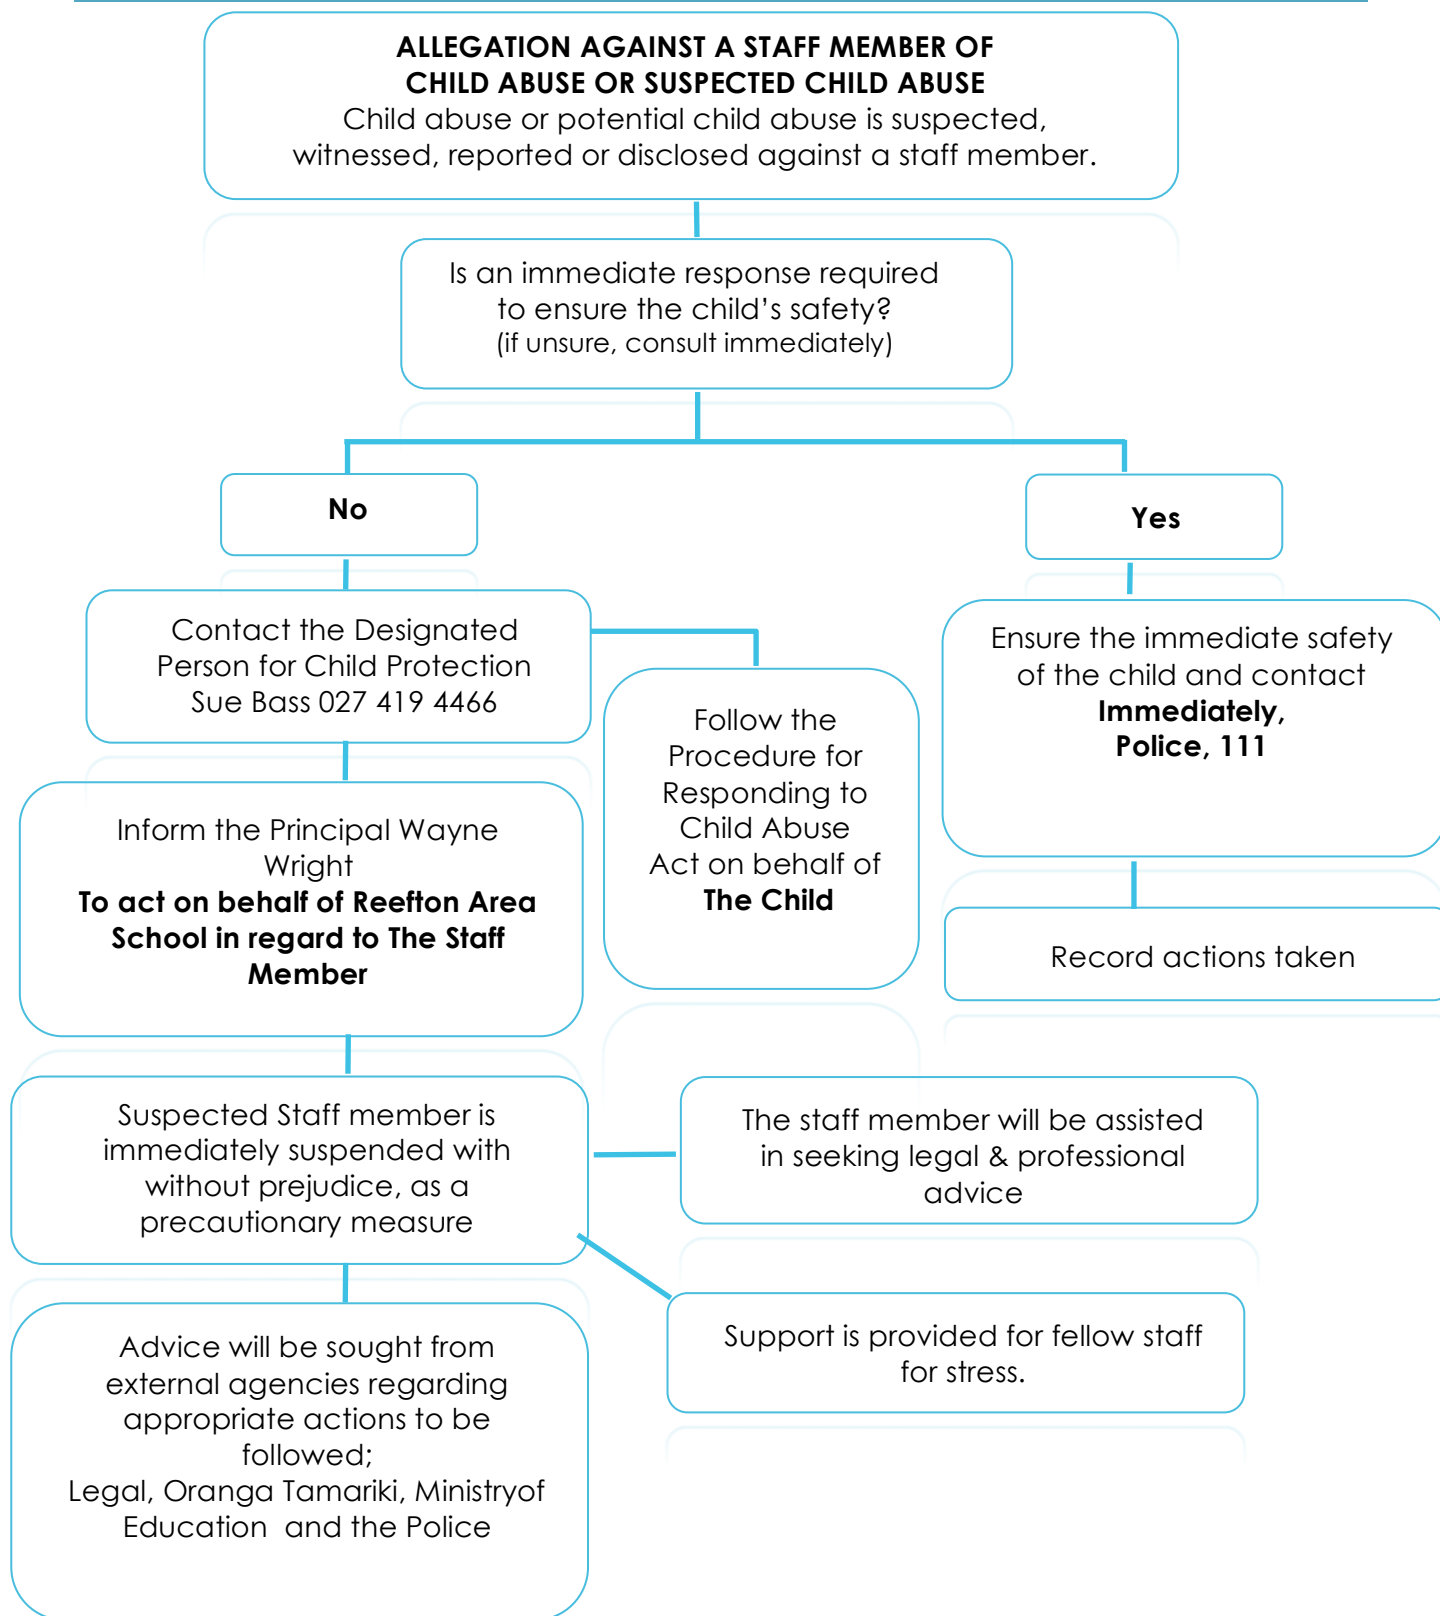 ALLEGATION AGAINST A STAFF MEMBER OF
CHILD ABUSE OR SUSPECTED CHILD ABUSE
Child abuse or potential child abuse is suspected,
witnessed, reported or disclosed against a staff member.
Is an immediate response required
to ensure the child’s safety?
(if unsure, consult immediately)
No
Yes
Contact the Designated
Person for Child Protection
Sue Bass 027 419 4466
Ensure the immediate safety
of the child and contact
Immediately,
Police, 111
Follow the
Procedure for
Responding to
Child Abuse
Act on behalf of
The Child
Inform the Principal Wayne
Wright
To act on behalf of Reefton Area
School in regard to The Staff
Member
Record actions taken
Suspected Staff member is
immediately suspended with
without prejudice, as a
precautionary measure
The staff member will be assisted
in seeking legal & professional
advice
Support is provided for fellow staff
for stress.
Advice will be sought from
external agencies regarding
appropriate actions to be
followed;
Legal, Oranga Tamariki, Ministryof
Education  and the Police